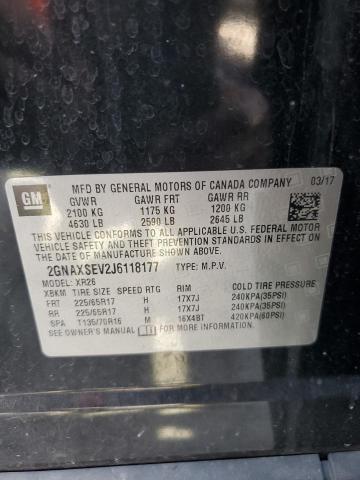 GM
MFD BY GENERAL MOTORS OF CANADA COMPANY 03/17
GVWR GAWR FRT GAWR RR
2100 KG 1175 KG 1200 KG
4630 LB 2590 LB 2645 LB
THIS VEHICLE CONFORMS TO ALL APPLICABLE U.S. FEDERAL MOTOR
VEHICLE SAFETY, BUMPER, AND THEFT PREVENTION STANDARDS IN EFFECT ON
THE DATE OF MANUFACTURE SHOWN ABOVE.
2GNAXSEV2J6118177 TYPE: M.P.V.
MODEL: XR26
XBKM TIRE SIZE SPEED RTG RIM COLD TIRE PRESSURE
FRT 225/65R17 H 17X7J 240KPA(35PSI)
RR 225/65R17 H 17X7J 240KPA(35PSI)
SPA T135/70R16 M 16X4BT 420KPA(60PSI)
SEE OWNER'S MANUAL FOR MORE INFORMATION.